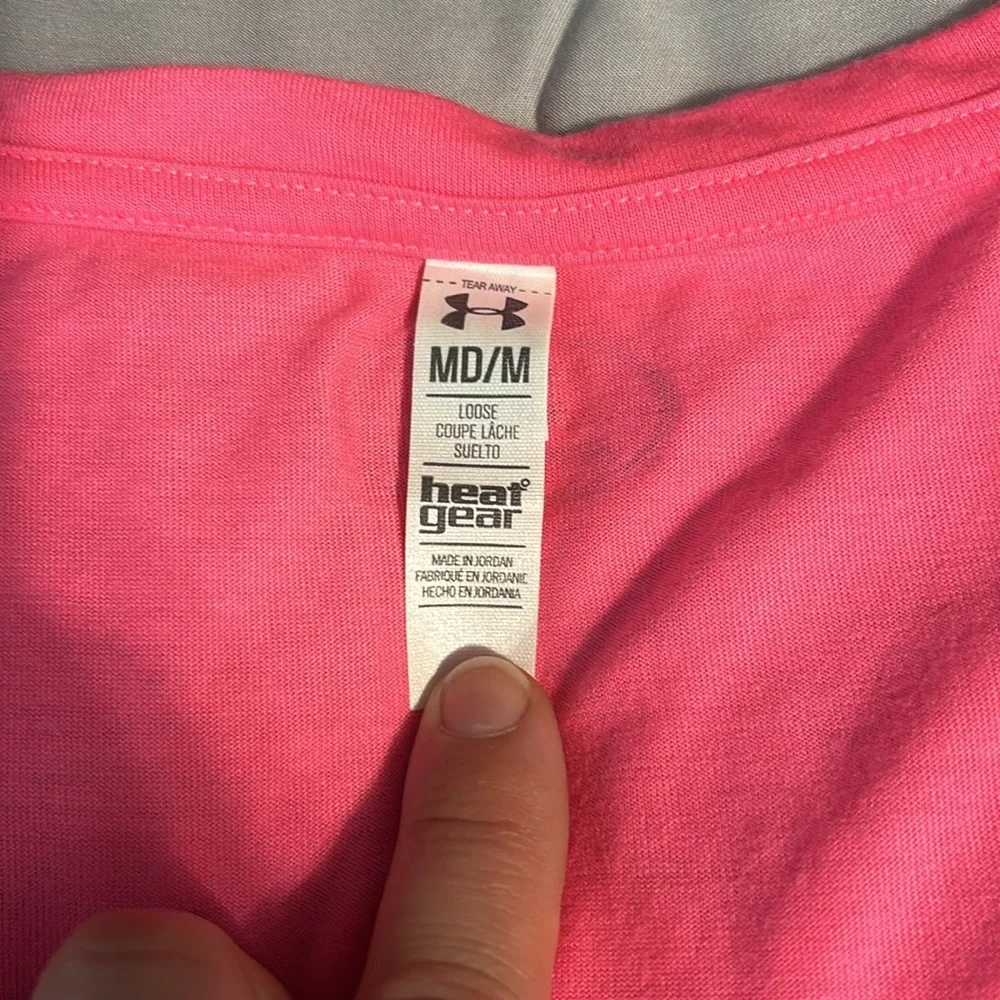 TEAR AWAY
MD/M
LOOSE
COUPE LÂCHE
SUELTO
heat°
gear
MADE IN JORDAN
FABRIQUÉ EN JORDANIE
HECHO EN JORDANIA